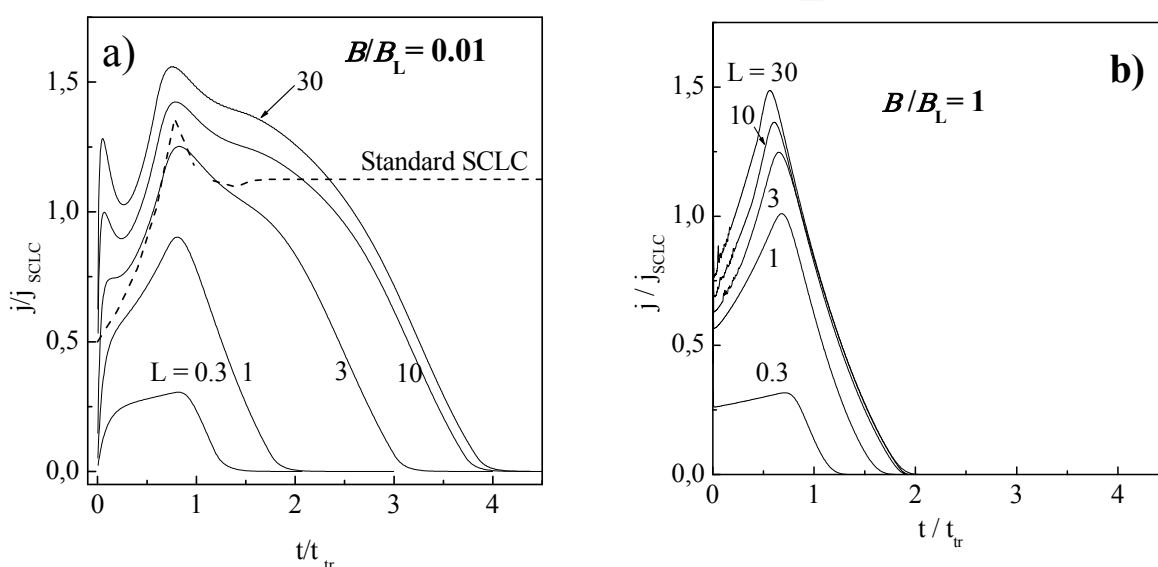 a)
B/B_L = 0.01
30
Standard SCLC
L = 0.3
1
3
10
1,5
1,0
0,5
0,0
j/j_SCLC
0
1
2
3
4
t/t_tr
b)
B/B_L = 1
L = 30
10
3
1
0.3
1,5
1,0
0,5
0,0
j / j_SCLC
0
1
2
3
4
t / t_tr